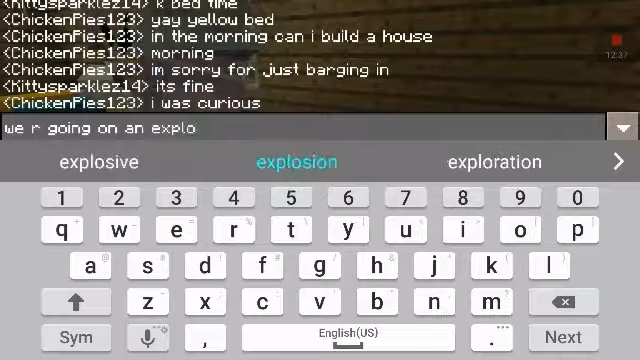 <Kittysparklez14> k bed time
<ChickenPies123> yay yellow bed
<ChickenPies123> in the morning can i build a house
<ChickenPies123> morning
<ChickenPies123> im sorry for just barging in
<Kittysparklez14> its fine
<ChickenPies123> i was curious
12:37
we r going on an explo
explosive explosion exploration
1 2 3 4 5 6 7 8 9 0
q w e r t y u i o p
a s d f g h j k l
z x c v b n m
Sym , English(US) . Next